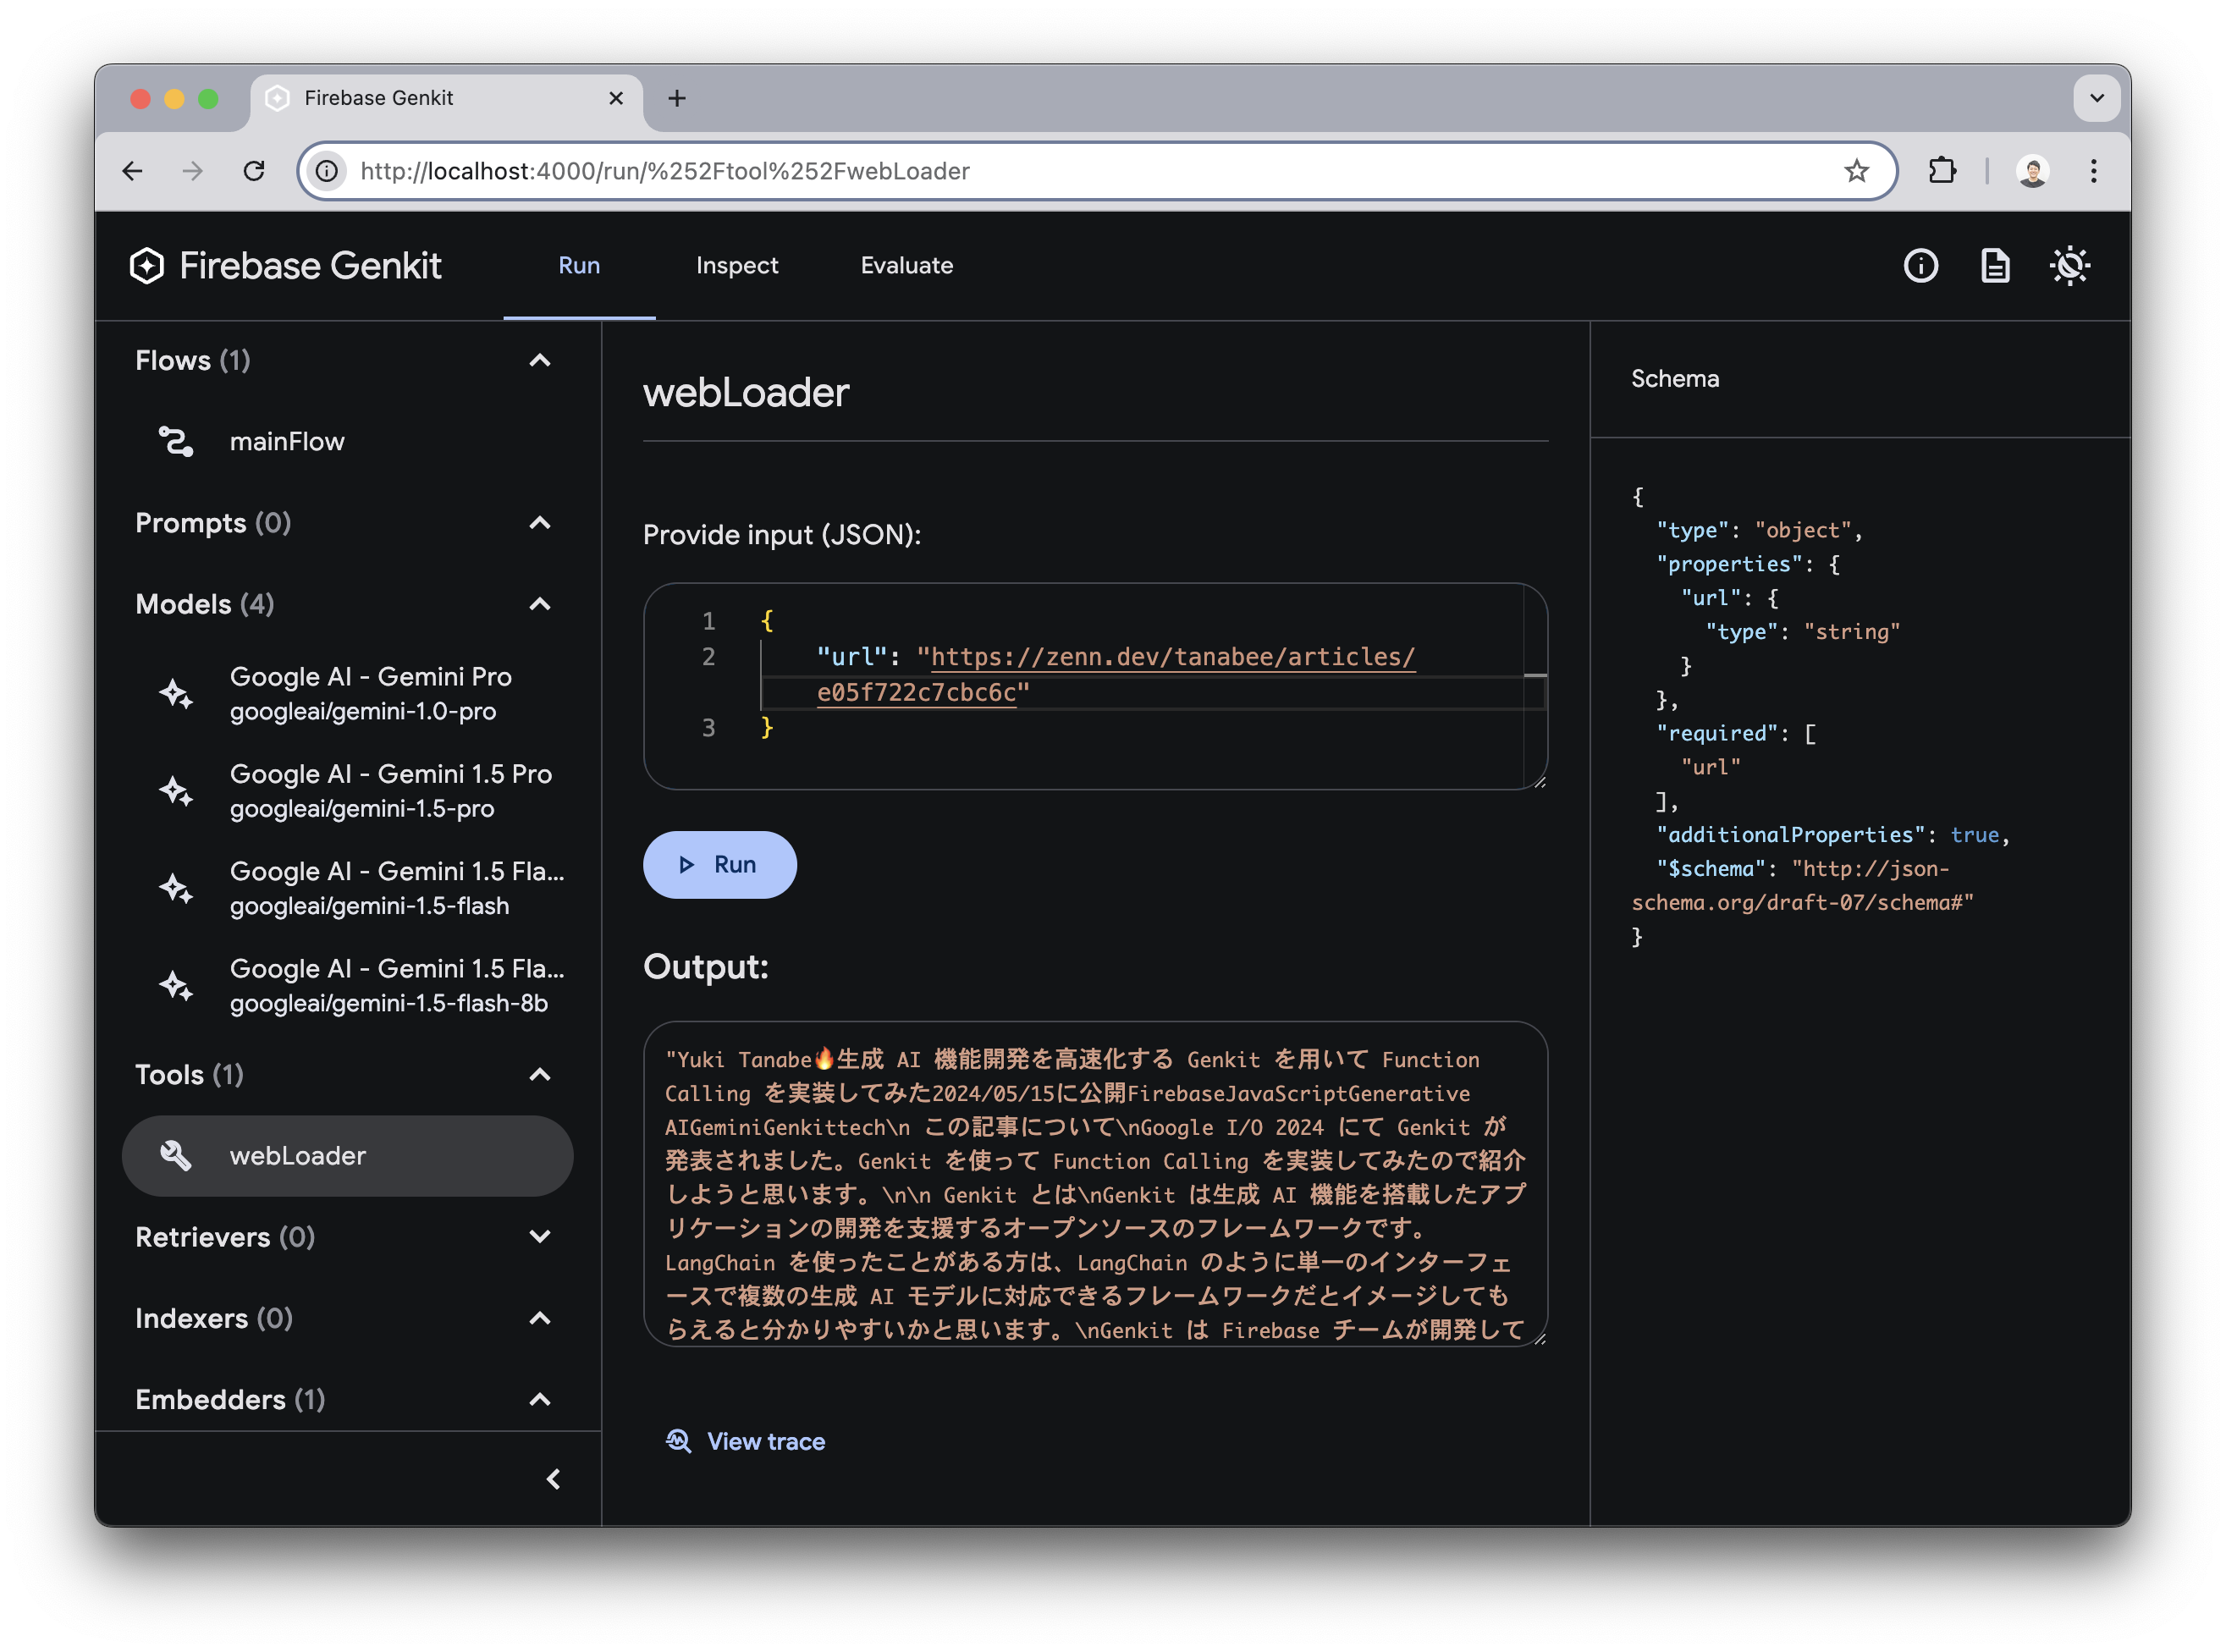 Firebase Genkit
http://localhost:4000/run/%252Ftool%252FwebLoader
Firebase Genkit
Run
Inspect
Evaluate
Flows (1)
mainFlow
Prompts (0)
Models (4)
Google AI - Gemini Pro
googleai/gemini-1.0-pro
Google AI - Gemini 1.5 Pro
googleai/gemini-1.5-pro
Google AI - Gemini 1.5 Fla...
googleai/gemini-1.5-flash
Google AI - Gemini 1.5 Fla...
googleai/gemini-1.5-flash-8b
Tools (1)
webLoader
Retrievers (0)
Indexers (0)
Embedders (1)
webLoader
Provide input (JSON):
1 {
2 "url": "https://zenn.dev/tanabee/articles/
e05f722c7cbc6c"
3 }
Run
Output:
"Yuki Tanabe🔥生成 AI 機能開発を高速化する Genkit を用いて Function
Calling を実装してみた2024/05/15に公開FirebaseJavaScriptGenerative
AIGeminiGenkittech\n この記事について\nGoogle I/O 2024 にて Genkit が
発表されました。Genkit を使って Function Calling を実装してみたので紹介
しようと思います。\n\n Genkit とは\nGenkit は生成 AI 機能を搭載したアプ
リケーションの開発を支援するオープンソースのフレームワークです。
LangChain を使ったことがある方は、LangChain のように単一のインターフェ
ースで複数の生成 AI モデルに対応できるフレームワークだとイメージしても
らえると分かりやすいかと思います。\nGenkit は Firebase チームが開発して
View trace
Schema
{
"type": "object",
"properties": {
"url": {
"type": "string"
}
},
"required": [
"url"
],
"additionalProperties": true,
"$schema": "http://json-
schema.org/draft-07/schema#"
}